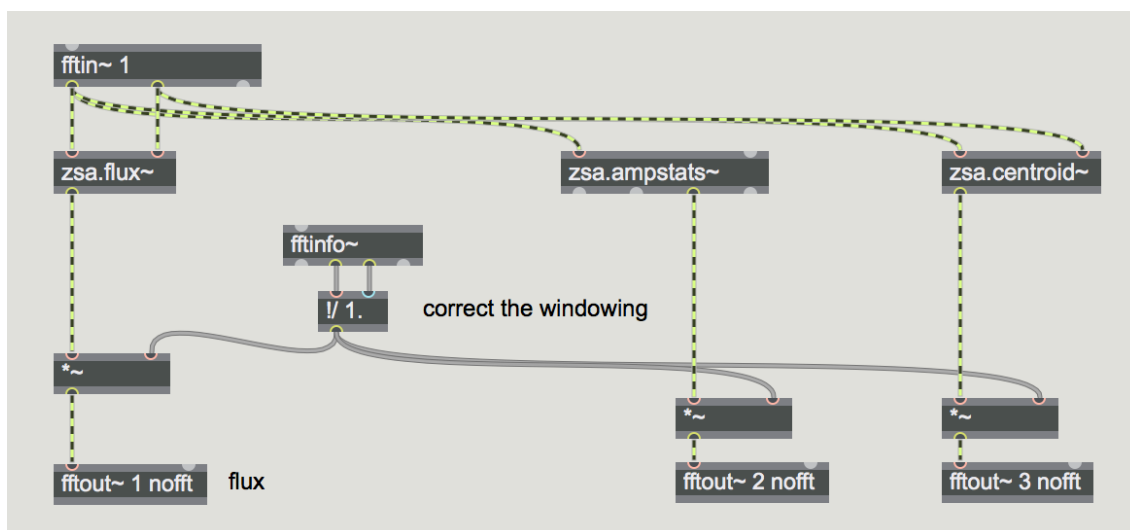 fftin~ 1
zsa.flux~
zsa.ampstats~
zsa.centroid~
fftinfo~
!/ 1.
correct the windowing
*~
*~
*~
fftout~ 1 nofft
flux
fftout~ 2 nofft
fftout~ 3 nofft